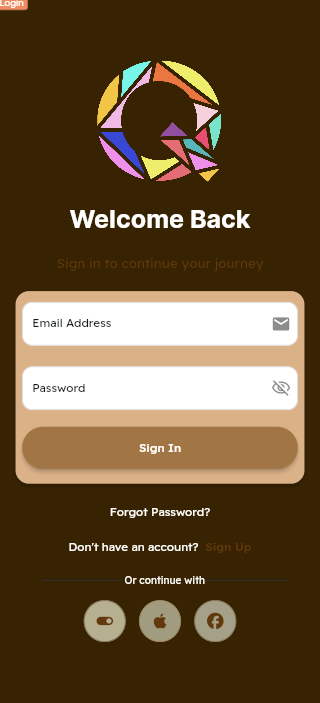 Login
Welcome Back
Sign in to continue your journey
Email Address
Password
Sign In
Forgot Password?
Don't have an account? Sign Up
Or continue with